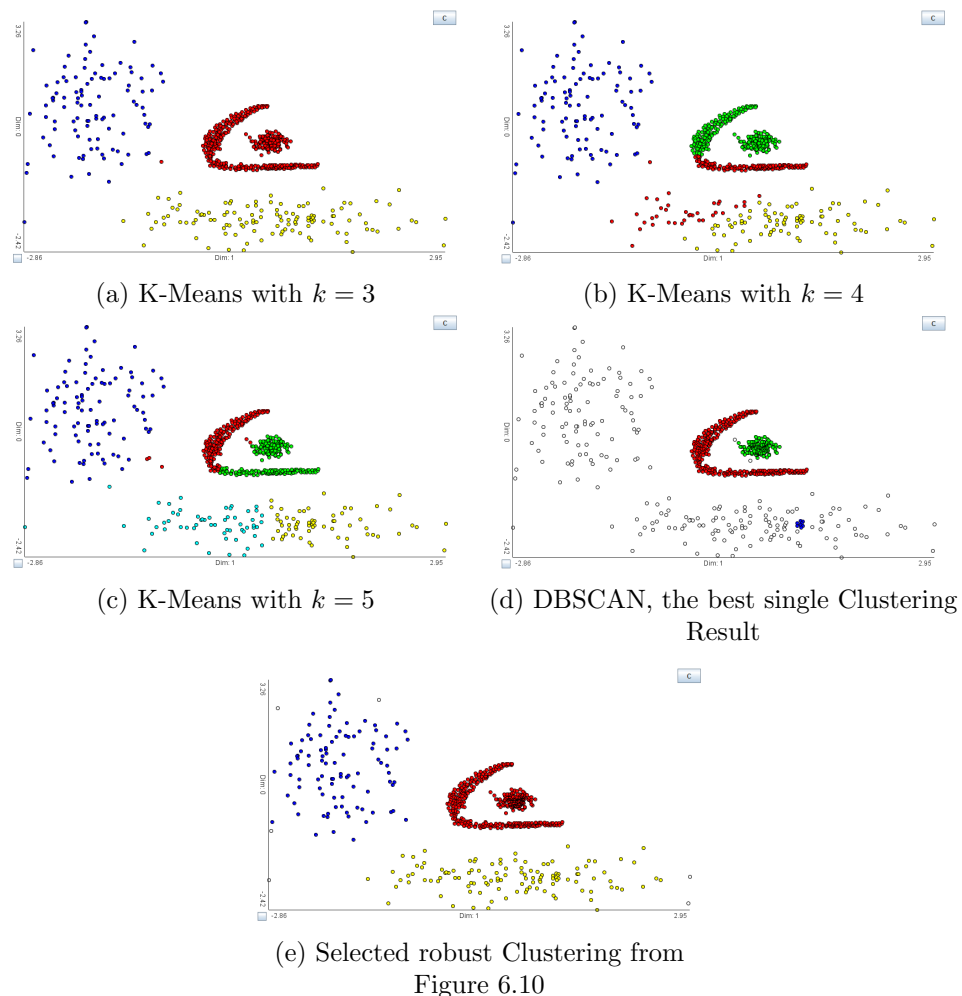 C
C
3.26
Dim: 0
-2.42
-2.86
Dim: 1
2.95
3.26
Dim: 0
-2.42
-2.86
Dim: 1
2.95
(a) K-Means with k = 3
(b) K-Means with k = 4
C
C
3.26
Dim: 0
-2.42
-2.86
Dim: 1
2.95
3.26
Dim: 0
-2.42
-2.86
Dim: 1
2.95
(c) K-Means with k = 5
(d) DBSCAN, the best single Clustering
Result
C
3.26
Dim: 0
-2.42
-2.86
Dim: 1
2.95
(e) Selected robust Clustering from
Figure 6.10